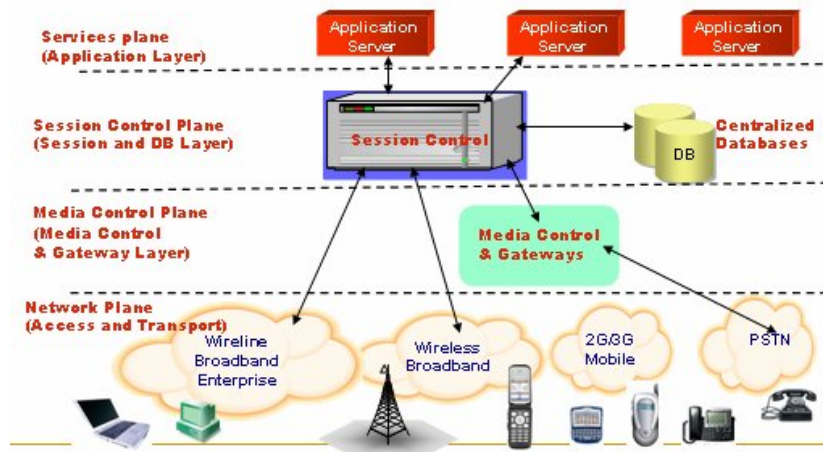 Services plane
(Application Layer)
Application
Server
Application
Server
Application
Server
Session Control Plane
(Session and DB Layer)
Session Control
DB
Centralized
Databases
Media Control Plane
(Media Control
& Gateway Layer)
Media Control
& Gateways
Network Plane
(Access and Transport)
Wireline
Broadband
Enterprise
Wireless
Broadband
2G/3G
Mobile
PSTN